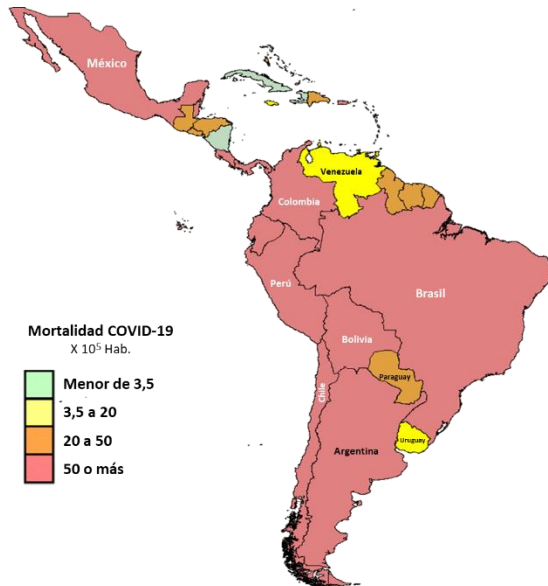 México
Venezuela
Colombia
Perú
Brasil
Bolivia
Paraguay
Chile
Uruguay
Argentina
Mortalidad COVID-19
X 10⁵ Hab.
Menor de 3,5
3,5 a 20
20 a 50
50 o más